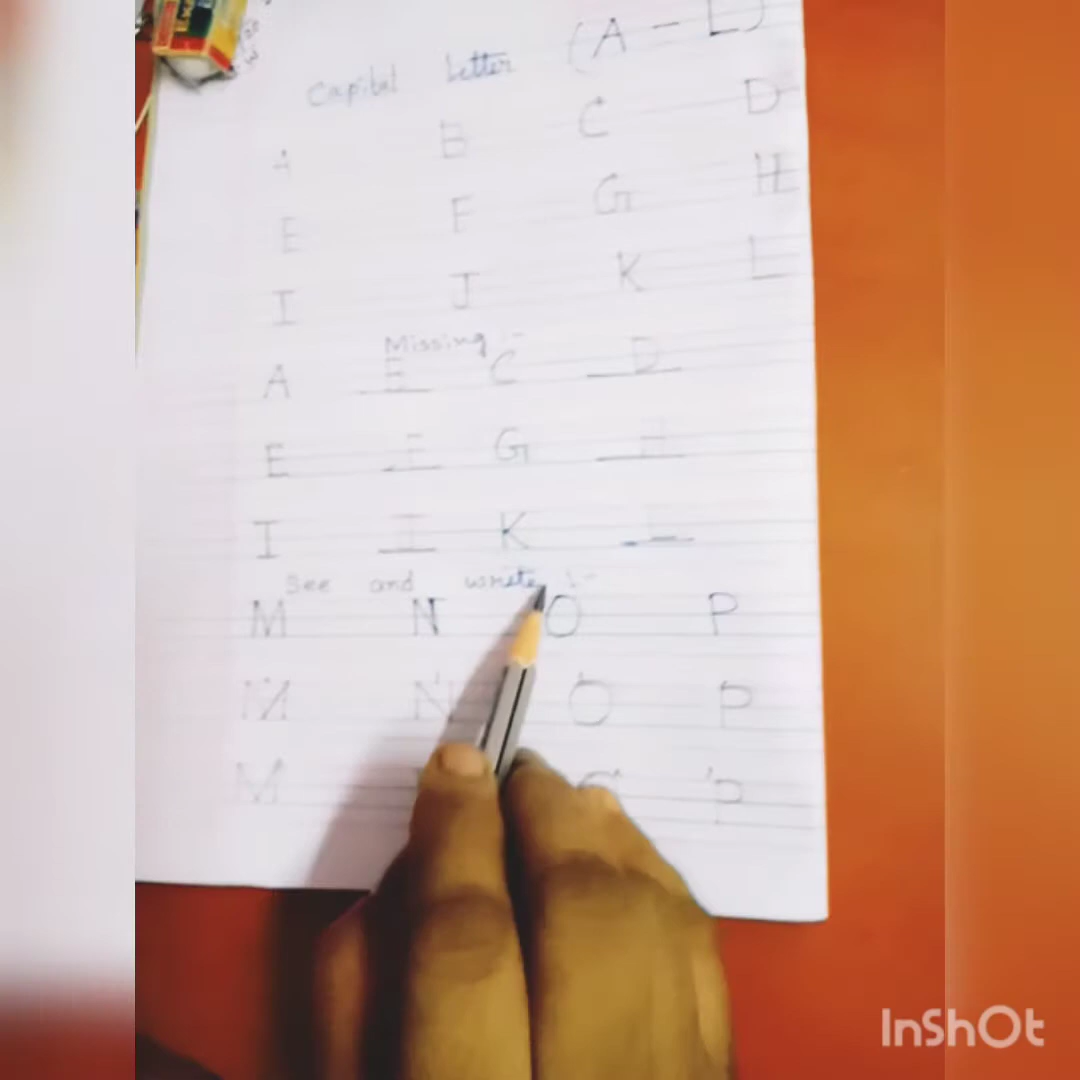 Capital Letter (A - L)
A B C D
E F G H
I J K L
Missing :-
A B C D
E F G H
I J K L
See and write :-
M N O P
M N O P
M P
InShOt